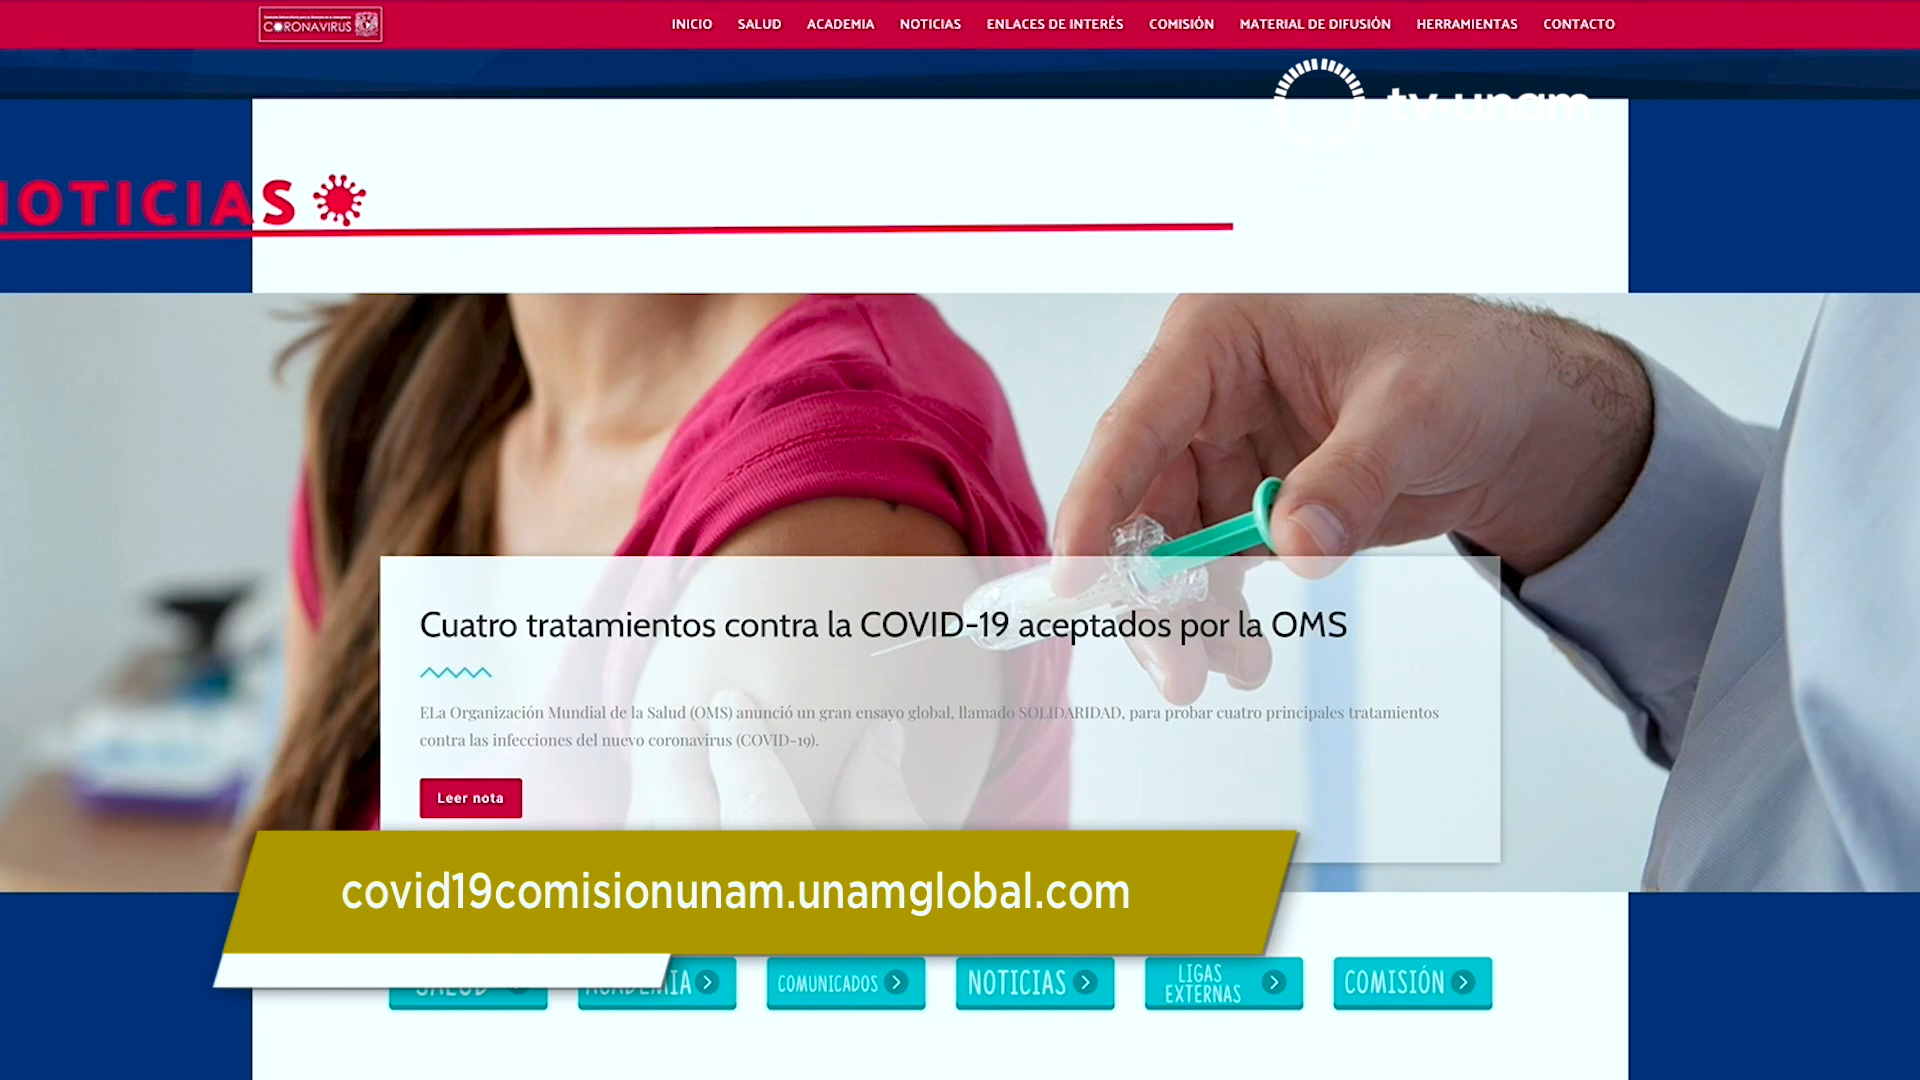 CORONAVIRUS
INICIO SALUD ACADEMIA NOTICIAS ENLACES DE INTERÉS COMISIÓN MATERIAL DE DIFUSIÓN HERRAMIENTAS CONTACTO
tv·unam
NOTICIAS
Cuatro tratamientos contra la COVID-19 aceptados por la OMS
ELa Organización Mundial de la Salud (OMS) anunció un gran ensayo global, llamado SOLIDARIDAD, para probar cuatro principales tratamientos
contra las infecciones del nuevo coronavirus (COVID-19).
Leer nota
covid19comisionunam.unamglobal.com
SALUD ACADEMIA COMUNICADOS NOTICIAS LIGAS EXTERNAS COMISIÓN